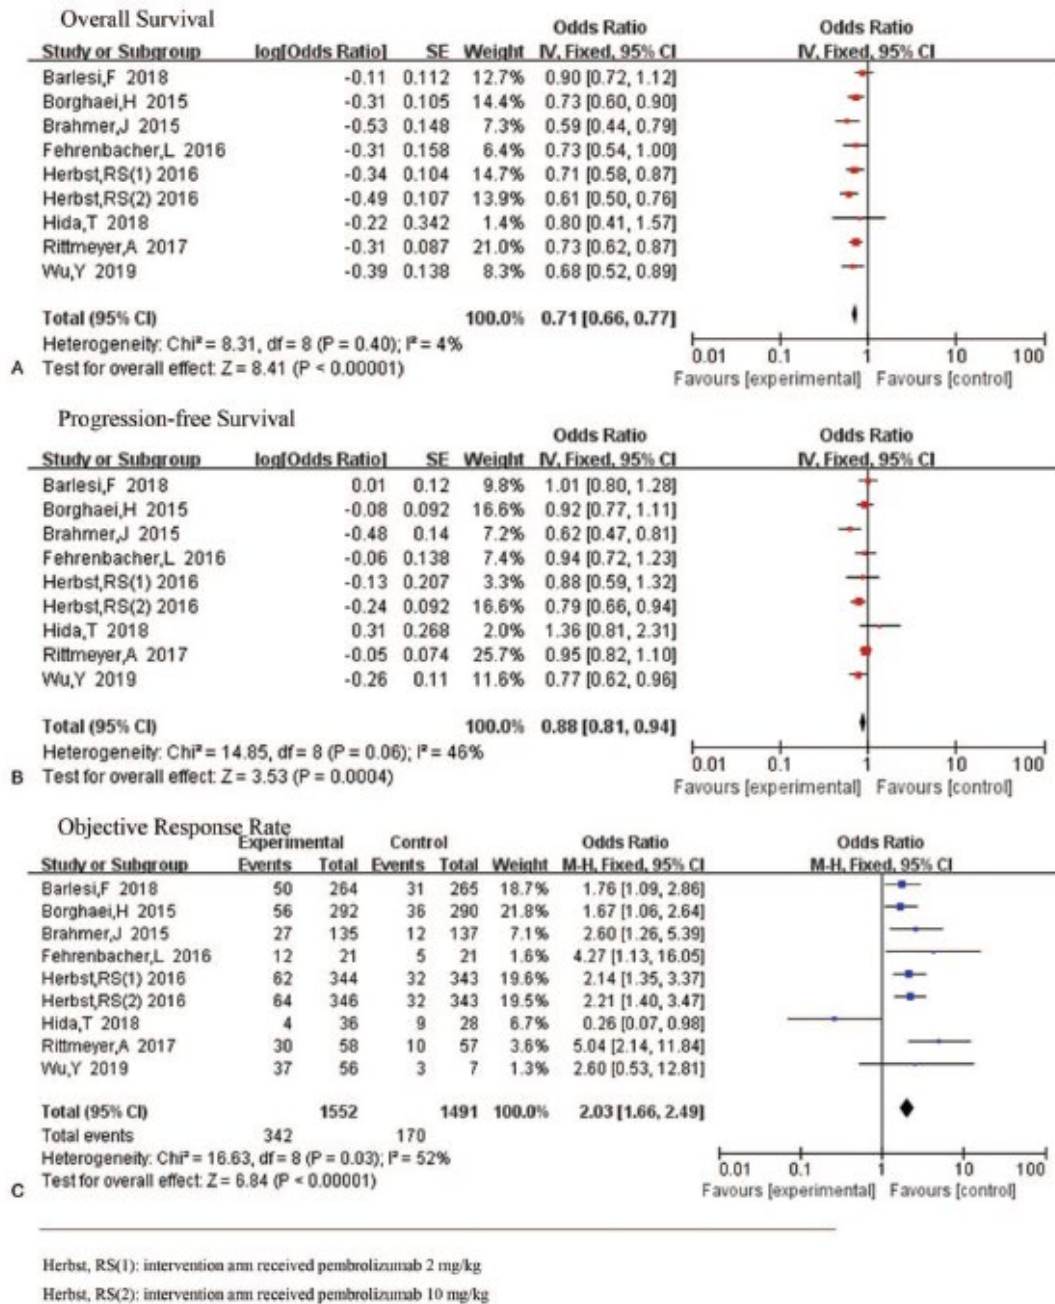 Overall Survival
Odds Ratio Odds Ratio
Study or Subgroup log[Odds Ratio] SE Weight IV, Fixed, 95% CI IV, Fixed, 95% CI
Barlesi,F 2018 -0.11 0.112 12.7% 0.90 [0.72, 1.12]
Borghaei,H 2015 -0.31 0.105 14.4% 0.73 [0.60, 0.90]
Brahmer,J 2015 -0.53 0.148 7.3% 0.59 [0.44, 0.79]
Fehrenbacher,L 2016 -0.31 0.158 6.4% 0.73 [0.54, 1.00]
Herbst,RS(1) 2016 -0.34 0.104 14.7% 0.71 [0.58, 0.87]
Herbst,RS(2) 2016 -0.49 0.107 13.9% 0.61 [0.50, 0.76]
Hida,T 2018 -0.22 0.342 1.4% 0.80 [0.41, 1.57]
Rittmeyer,A 2017 -0.31 0.087 21.0% 0.73 [0.62, 0.87]
Wu,Y 2019 -0.39 0.138 8.3% 0.68 [0.52, 0.89]
Total (95% CI) 100.0% 0.71 [0.66, 0.77]
Heterogeneity: Chi² = 8.31, df = 8 (P = 0.40); I² = 4%
0.01 0.1 1 10 100
A Test for overall effect: Z = 8.41 (P < 0.00001)
Favours [experimental] Favours [control]
Progression-free Survival
Odds Ratio Odds Ratio
Study or Subgroup log[Odds Ratio] SE Weight IV, Fixed, 95% CI IV, Fixed, 95% CI
Barlesi,F 2018 0.01 0.12 9.8% 1.01 [0.80, 1.28]
Borghaei,H 2015 -0.08 0.092 16.6% 0.92 [0.77, 1.11]
Brahmer,J 2015 -0.48 0.14 7.2% 0.62 [0.47, 0.81]
Fehrenbacher,L 2016 -0.06 0.138 7.4% 0.94 [0.72, 1.23]
Herbst,RS(1) 2016 -0.13 0.207 3.3% 0.88 [0.59, 1.32]
Herbst,RS(2) 2016 -0.24 0.092 16.6% 0.79 [0.66, 0.94]
Hida,T 2018 0.31 0.268 2.0% 1.36 [0.81, 2.31]
Rittmeyer,A 2017 -0.05 0.074 25.7% 0.95 [0.82, 1.10]
Wu,Y 2019 -0.26 0.11 11.6% 0.77 [0.62, 0.96]
Total (95% CI) 100.0% 0.88 [0.81, 0.94]
Heterogeneity: Chi² = 14.85, df = 8 (P = 0.06); I² = 46%
0.01 0.1 1 10 100
B Test for overall effect: Z = 3.53 (P = 0.0004)
Favours [experimental] Favours [control]
Objective Response Rate
Experimental Control Odds Ratio Odds Ratio
Study or Subgroup Events Total Events Total Weight M-H, Fixed, 95% CI M-H, Fixed, 95% CI
Barlesi,F 2018 50 264 31 265 18.7% 1.76 [1.09, 2.86]
Borghaei,H 2015 56 292 36 290 21.8% 1.67 [1.06, 2.64]
Brahmer,J 2015 27 135 12 137 7.1% 2.60 [1.26, 5.39]
Fehrenbacher,L 2016 12 21 5 21 1.6% 4.27 [1.13, 16.05]
Herbst,RS(1) 2016 62 344 32 343 19.6% 2.14 [1.35, 3.37]
Herbst,RS(2) 2016 64 346 32 343 19.5% 2.21 [1.40, 3.47]
Hida,T 2018 4 36 9 28 6.7% 0.26 [0.07, 0.98]
Rittmeyer,A 2017 30 58 10 57 3.6% 5.04 [2.14, 11.84]
Wu,Y 2019 37 56 3 7 1.3% 2.60 [0.53, 12.81]
Total (95% CI) 1552 1491 100.0% 2.03 [1.66, 2.49]
Total events 342 170
Heterogeneity: Chi² = 16.63, df = 8 (P = 0.03); I² = 52%
0.01 0.1 1 10 100
C Test for overall effect: Z = 6.84 (P < 0.00001)
Favours [experimental] Favours [control]
Herbst, RS(1): intervention arm received pembrolizumab 2 mg/kg
Herbst, RS(2): intervention arm received pembrolizumab 10 mg/kg